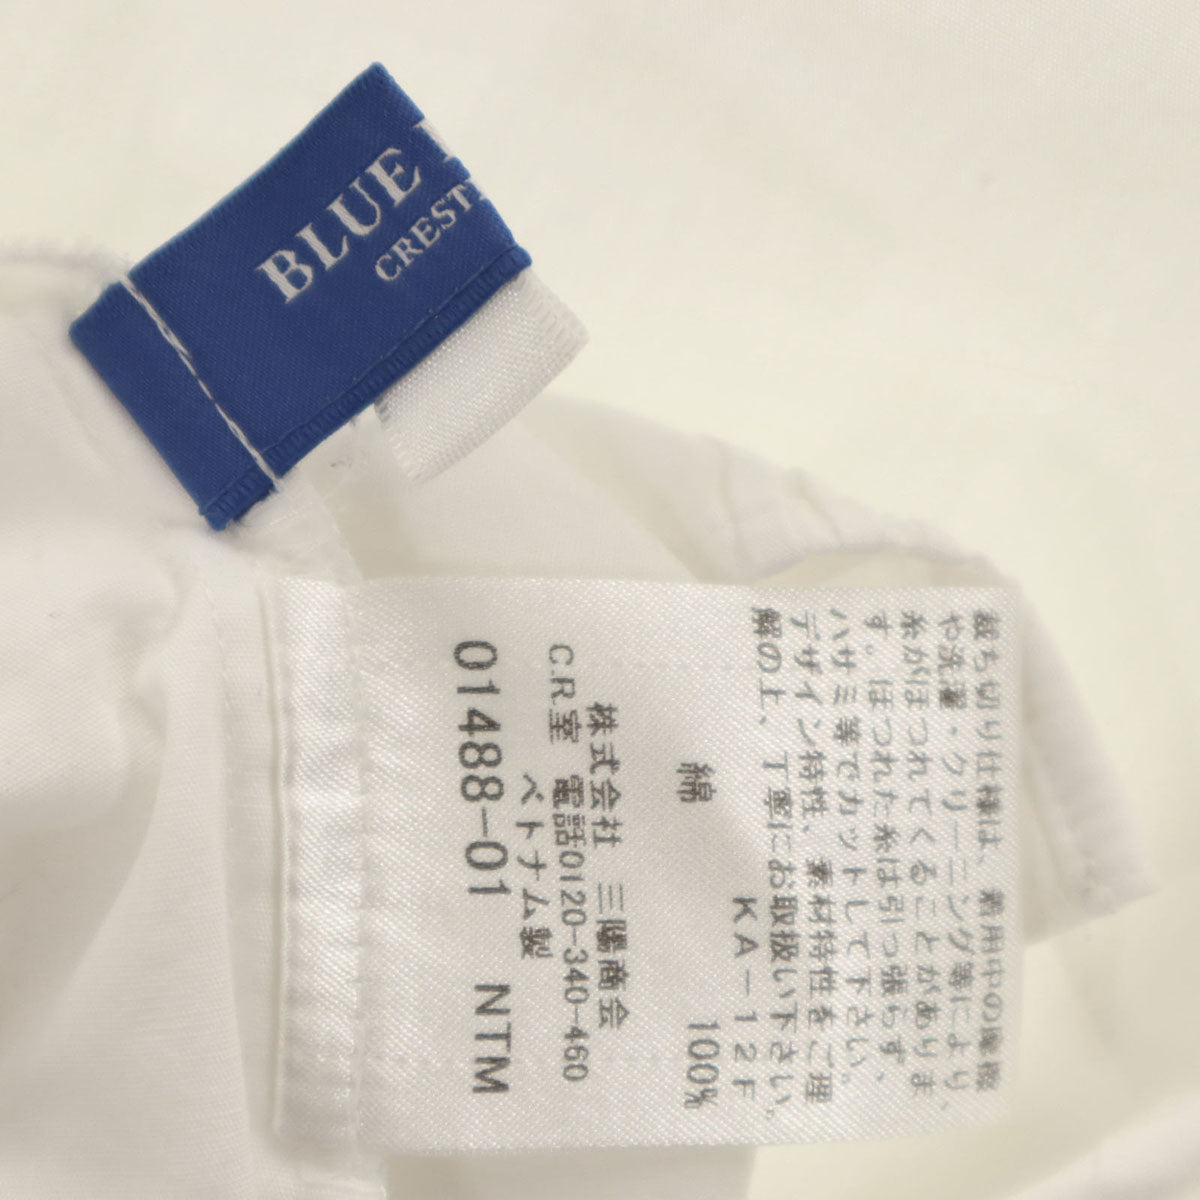 BLUE
CREST
裁ち切り仕様は、着用中の摩擦
や洗濯・クリーニング等により、
糸がほつれてくることがありま
す。ほつれた糸は引っ張らず、
ハサミ等でカットして下さい。
デザイン特性、素材特性をご理
解の上、丁寧にお取扱い下さい。
KA-12F
綿 100%
株式会社 三陽商会
C.R室 電話0120-340-460
ベトナム製
01488-01 NTM